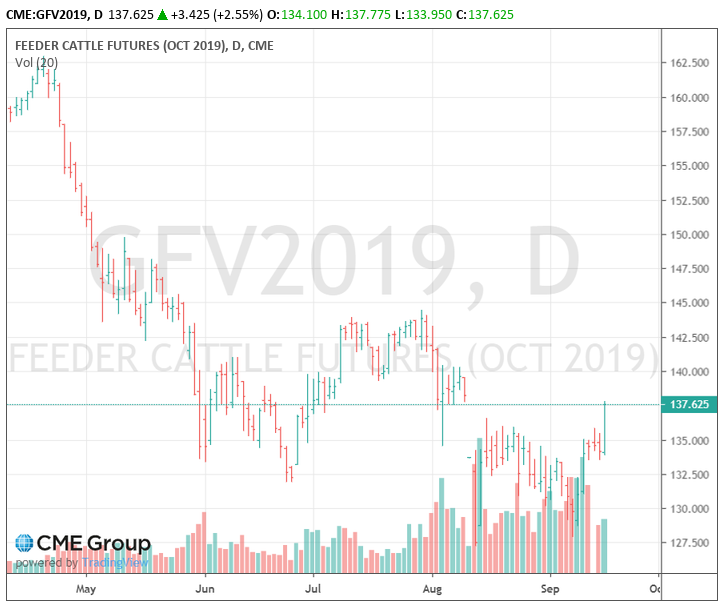 CME:GFV2019, D 137.625 ▲ +3.425 (+2.55%) O:134.100 H:137.775 L:133.950 C:137.625
FEEDER CATTLE FUTURES (OCT 2019), D, CME
Vol (20)
162.500
160.000
157.500
155.000
152.500
150.000
147.500
145.000
142.500
140.000
137.625
135.000
132.500
130.000
127.500
GFV2019, D
FEEDER CATTLE FUTURES (OCT 2019)
CME Group
powered by TradingView
May
Jun
Jul
Aug
Sep
Oc